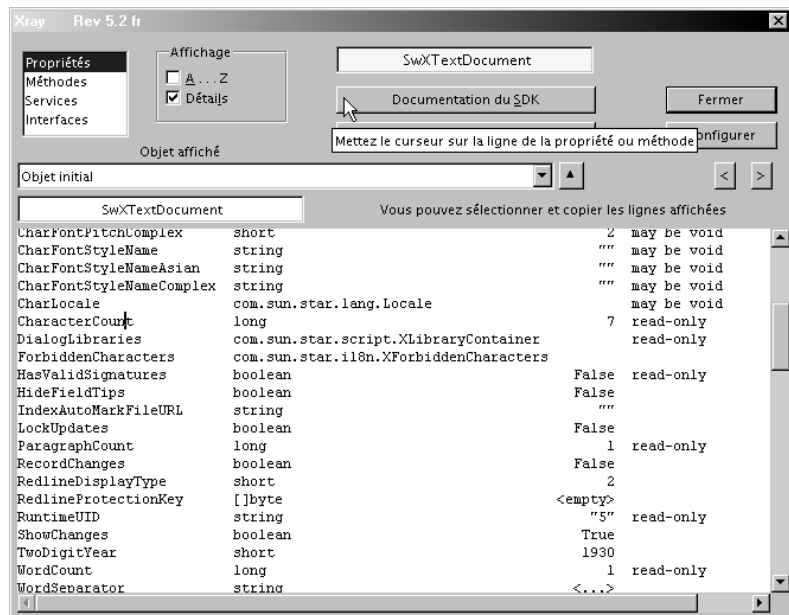 Xray Rev 5.2 fr
Propriétés
Méthodes
Services
Interfaces
Affichage
A . . . Z
Détails
SwXTextDocument
Documentation du SDK
Fermer
Mettez le curseur sur la ligne de la propriété ou méthode
onfigurer
Objet affiché
Objet initial
< >
SwXTextDocument
Vous pouvez sélectionner et copier les lignes affichées
CharFontPitchComplex short 2 may be void
CharFontStyleName string "" may be void
CharFontStyleNameAsian string "" may be void
CharFontStyleNameComplex string "" may be void
CharLocale com.sun.star.lang.Locale may be void
CharacterCount long 7 read-only
DialogLibraries com.sun.star.script.XLibraryContainer read-only
ForbiddenCharacters com.sun.star.i18n.XForbiddenCharacters
HasValidSignatures boolean False read-only
HideFieldTips boolean False
IndexAutoMarkFileURL string ""
LockUpdates boolean False
ParagraphCount long 1 read-only
RecordChanges boolean False
RedlineDisplayType short 2
RedlineProtectionKey []byte <empty>
RuntimeUID string "5" read-only
ShowChanges boolean True
TwoDigitYear short 1930
WordCount long 1 read-only
WordSeparator string <...>